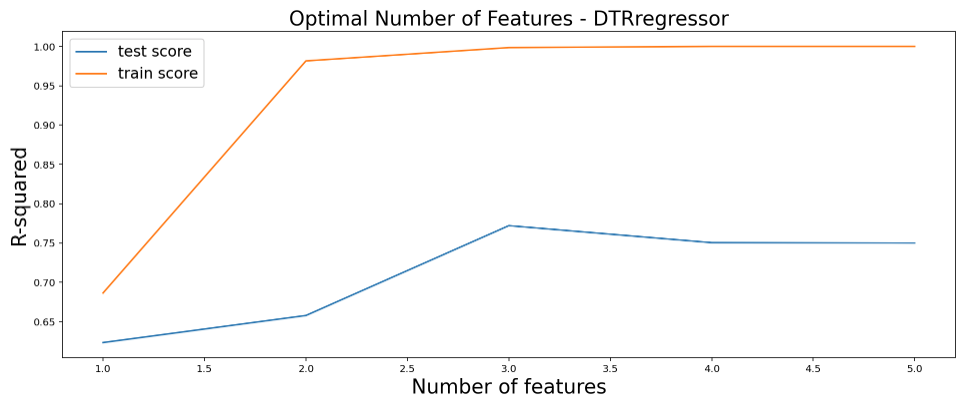 Optimal Number of Features - DTRregressor
test score
train score
R-squared
1.00
0.95
0.90
0.85
0.80
0.75
0.70
0.65
1.0 1.5 2.0 2.5 3.0 3.5 4.0 4.5 5.0
Number of features